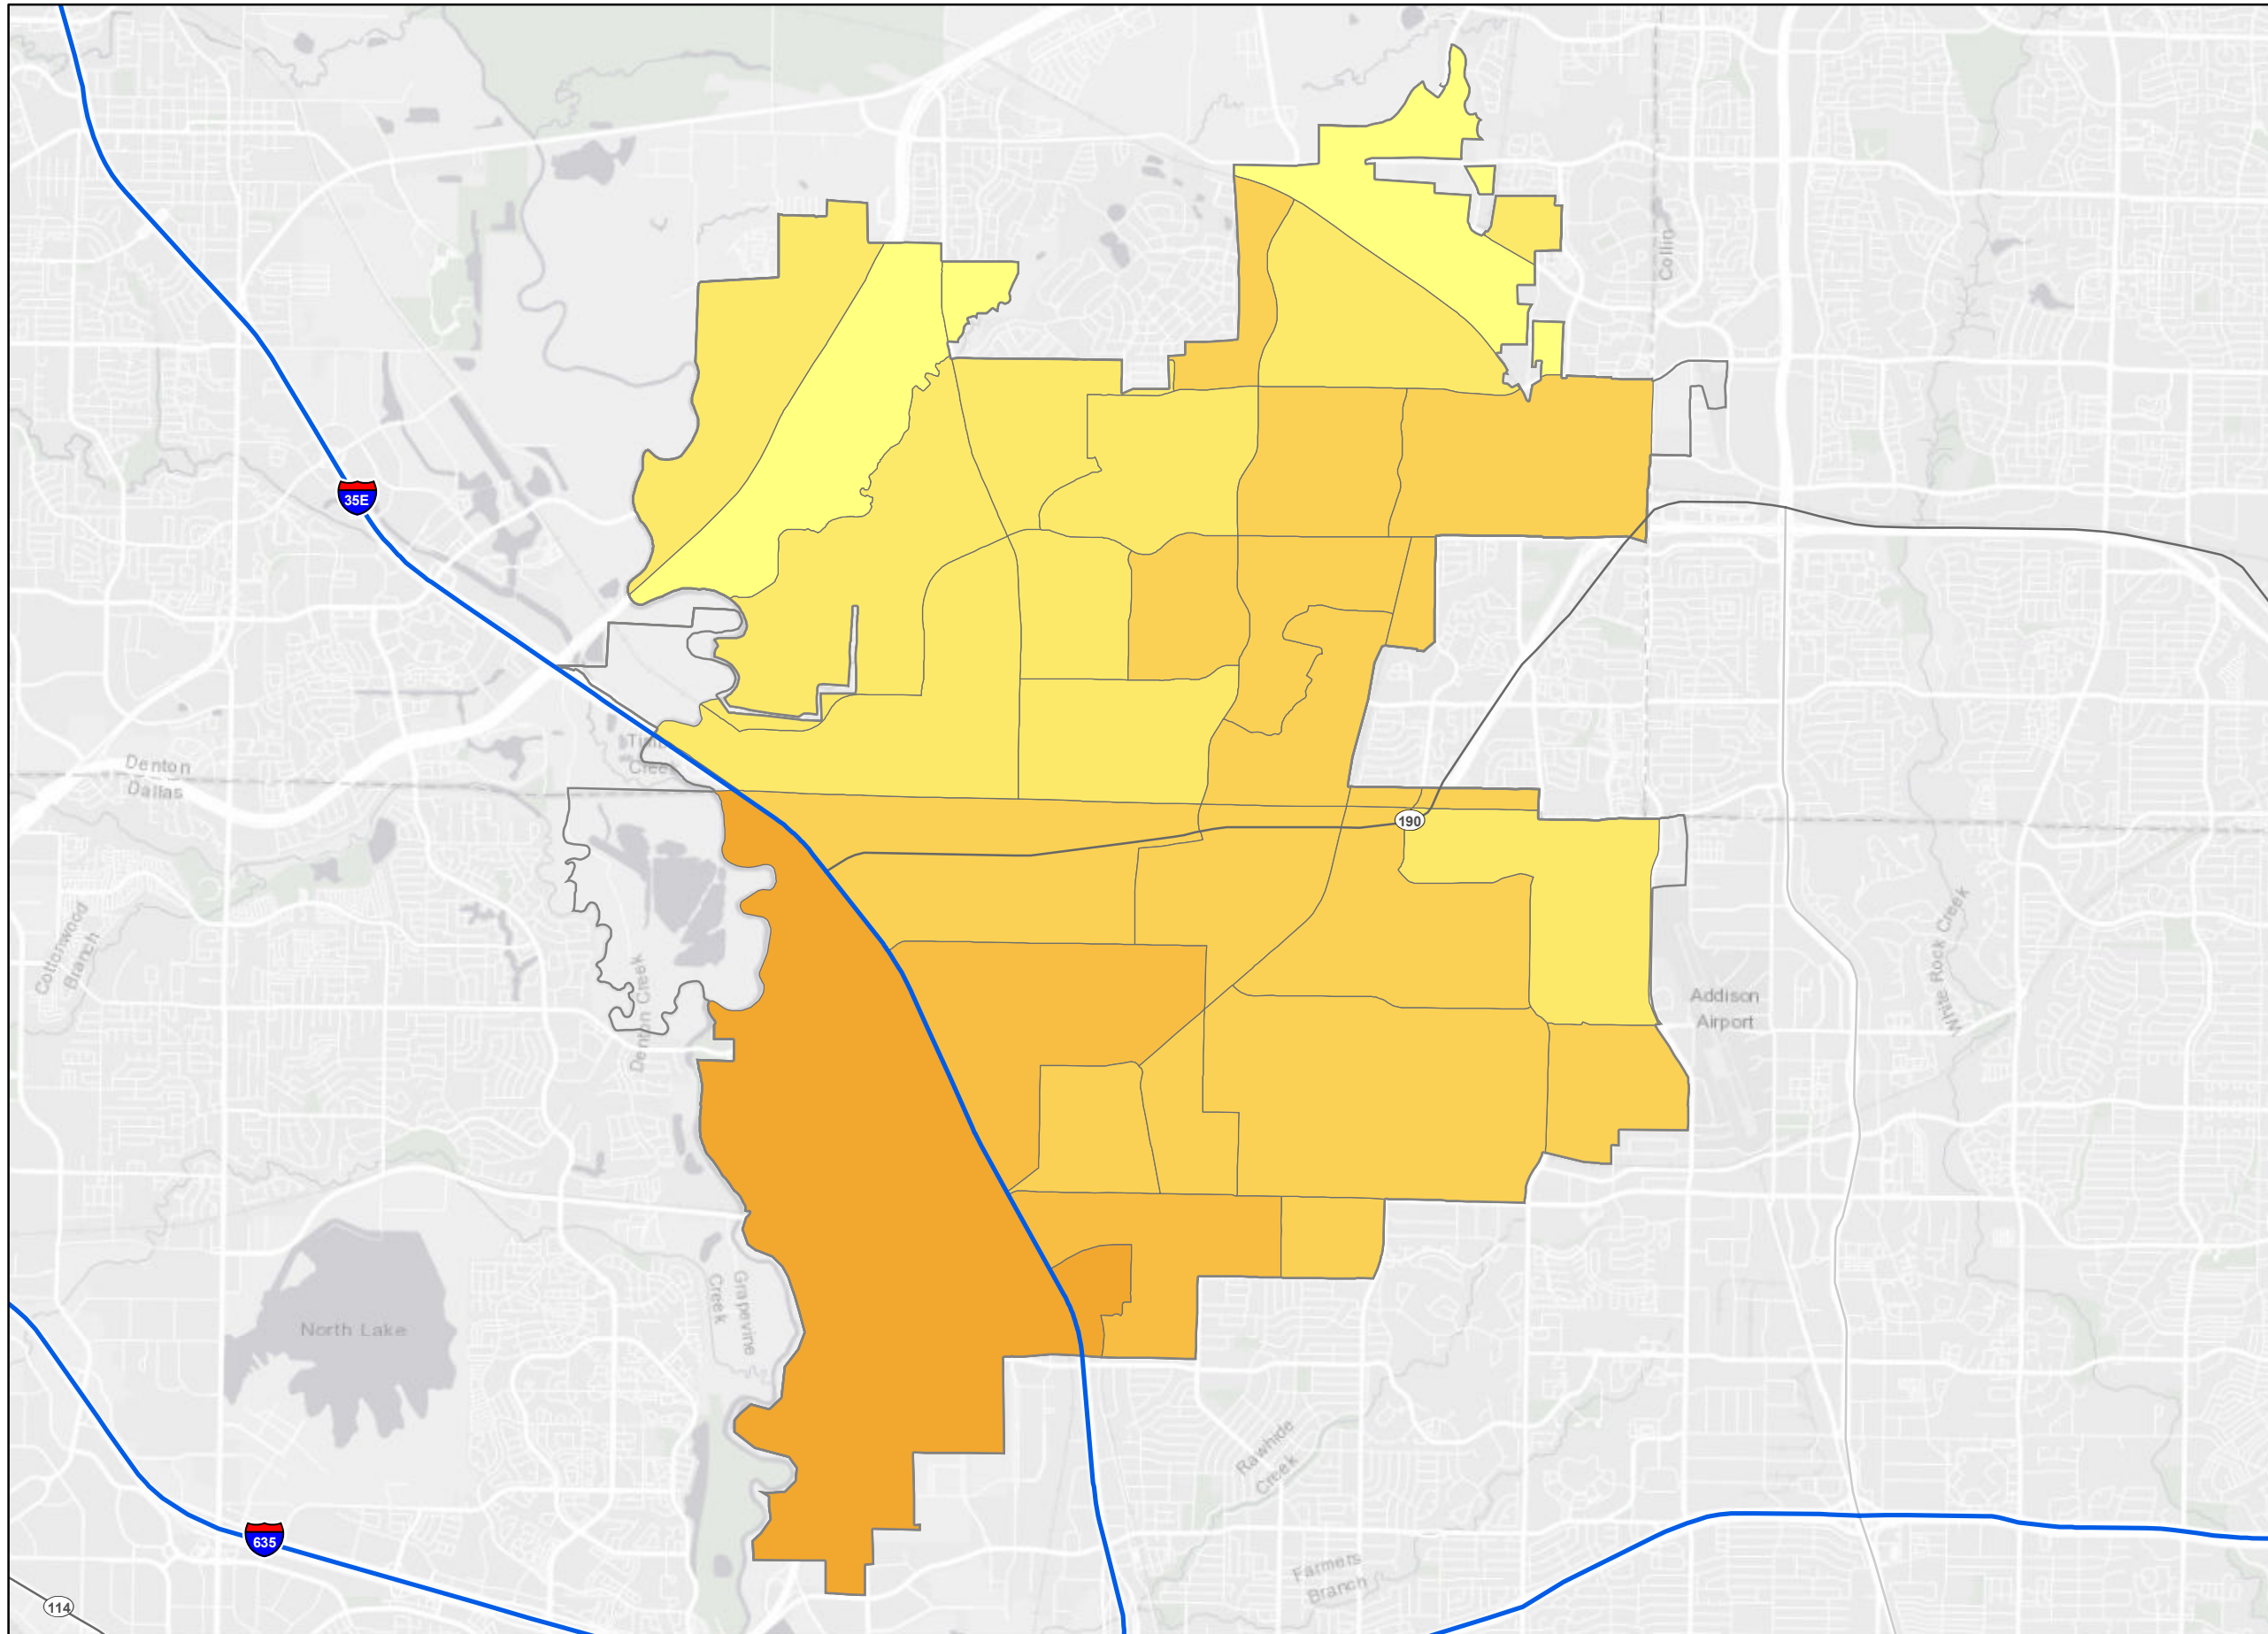 Collin
35E
Denton
Dallas
Creek
190
Cottonwood
Branch
Denton Creek
White Rock Creek
Addison
Airport
Grapevine
Creek
North Lake
Rawhide
Creek
635
Farmers
Branch
114